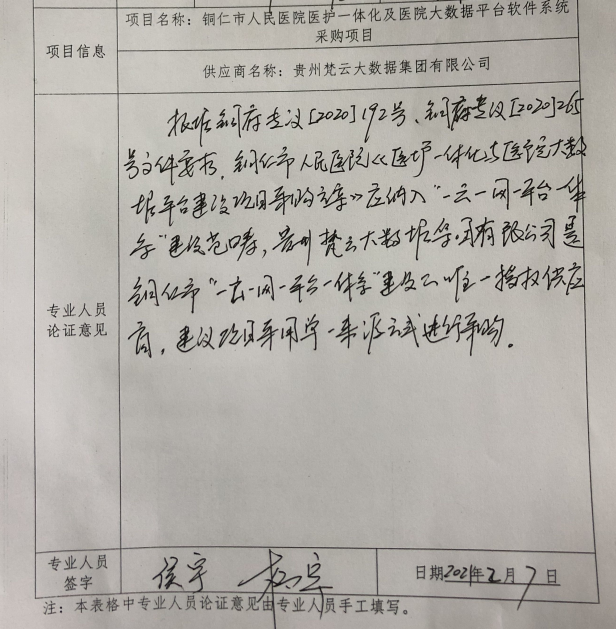 项目信息
项目名称：铜仁市人民医院医护一体化及医院大数据平台软件系统
采购项目
供应商名称：贵州梵云大数据集团有限公司
专业人员
论证意见
根据铜府专议[2020]192号、铜府专议[2020]265
号文件要求，铜仁市人民医院《医护一体化与医院大数
据平台建设项目采购方案》应纳入“一云一网一平台一体
系”建设范畴，贵州梵云大数据集团有限公司是
铜仁市“一云一网一平台一体系”建设唯一授权供应
商，建议项目采用单一来源方式进行采购。
专业人员
签字
侯宇
日期2021年2月7日
注：本表格中专业人员论证意见由专业人员手工填写。